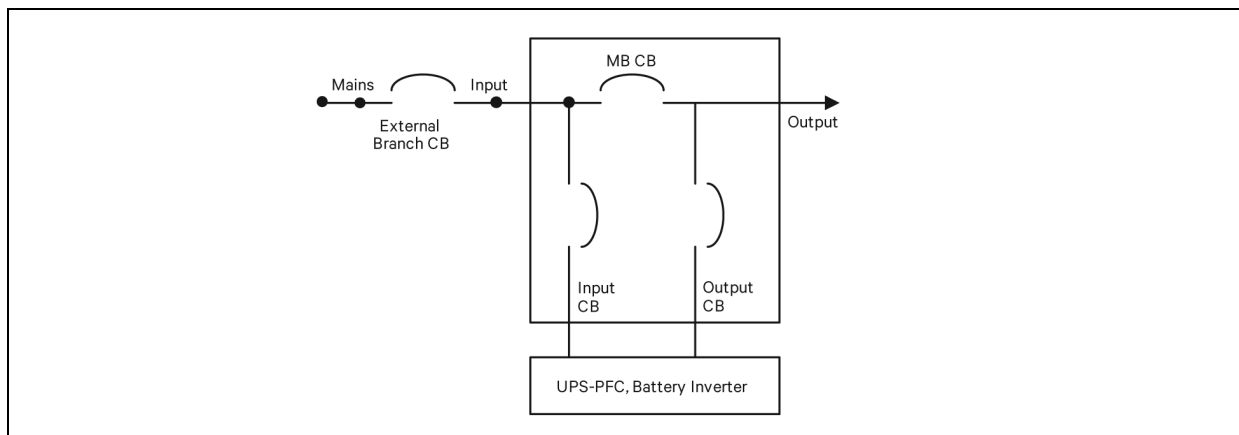 MB CB
Mains
Input
External
Branch CB
Output
Input
CB
Output
CB
UPS-PFC, Battery Inverter